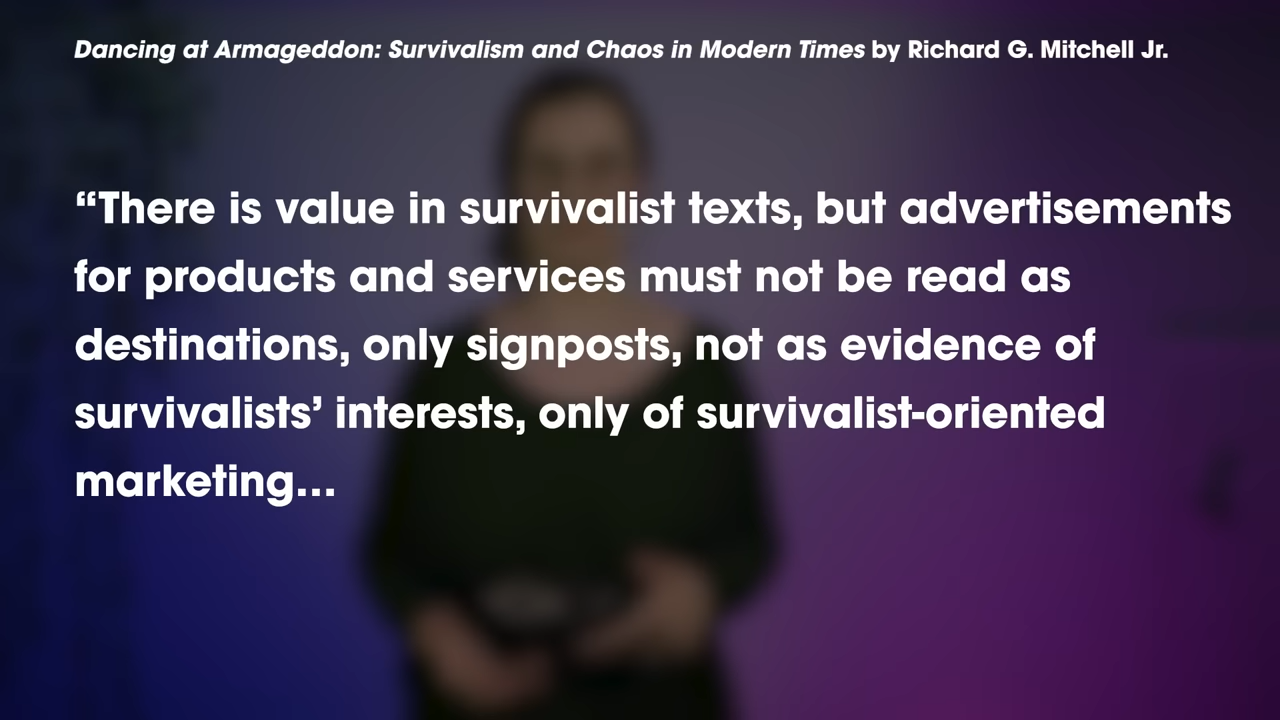 Dancing at Armageddon: Survivalism and Chaos in Modern Times by Richard G. Mitchell Jr.
“There is value in survivalist texts, but advertisements
for products and services must not be read as
destinations, only signposts, not as evidence of
survivalists’ interests, only of survivalist-oriented
marketing...